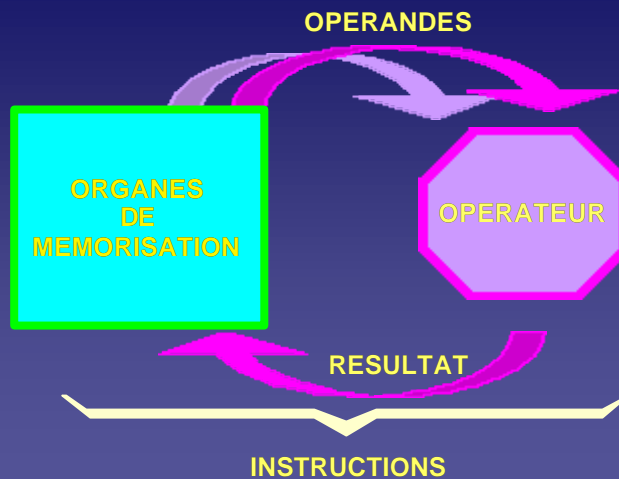 OPERANDES
ORGANES
DE
MEMORISATION
OPERATEUR
RESULTAT
INSTRUCTIONS